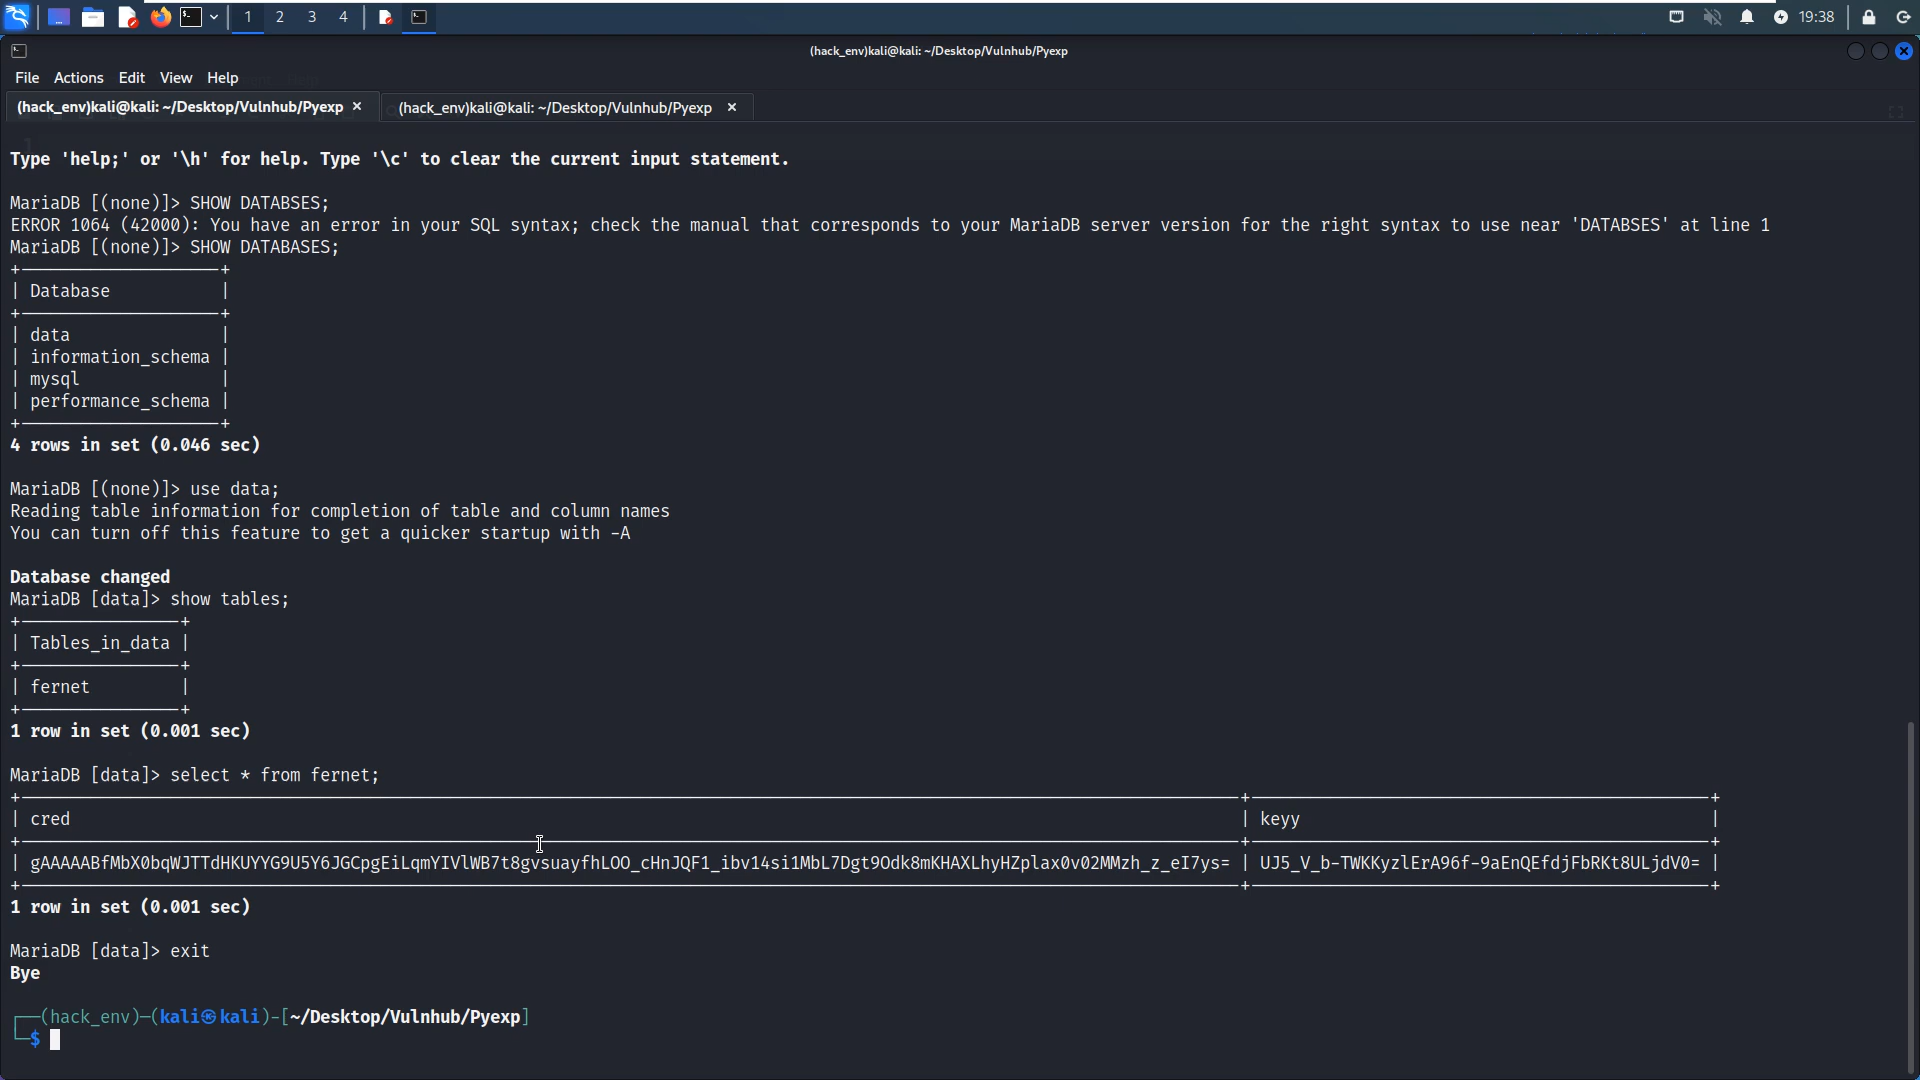 1 2 3 4 19:38
(hack_env)kali@kali: ~/Desktop/Vulnhub/Pyexp
File Actions Edit View Help
(hack_env)kali@kali: ~/Desktop/Vulnhub/Pyexp × (hack_env)kali@kali: ~/Desktop/Vulnhub/Pyexp ×
Type 'help;' or '\h' for help. Type '\c' to clear the current input statement.
MariaDB [(none)]> SHOW DATABSES;
ERROR 1064 (42000): You have an error in your SQL syntax; check the manual that corresponds to your MariaDB server version for the right syntax to use near 'DATABSES' at line 1
MariaDB [(none)]> SHOW DATABASES;
+--------------------+
| Database           |
+--------------------+
| data               |
| information_schema |
| mysql              |
| performance_schema |
+--------------------+
4 rows in set (0.046 sec)
MariaDB [(none)]> use data;
Reading table information for completion of table and column names
You can turn off this feature to get a quicker startup with -A
Database changed
MariaDB [data]> show tables;
+----------------+
| Tables_in_data |
+----------------+
| fernet         |
+----------------+
1 row in set (0.001 sec)
MariaDB [data]> select * from fernet;
+--------------------------------------------------------------------------------------------------------------------------+----------------------------------------------+
| cred | keyy |
+--------------------------------------------------------------------------------------------------------------------------+----------------------------------------------+
| gAAAAABfMbX0bqWJTTdHKUYYG9U5Y6JGCpgEiLqmYIVlWB7t8gvsuayfhLOO_cHnJQF1_ibv14si1MbL7Dgt9Odk8mKHAXLhyHZplax0v02MMzh_z_eI7ys= | UJ5_V_b-TWKKyzlErA96f-9aEnQEfdjFbRKt8ULjdV0= |
+--------------------------------------------------------------------------------------------------------------------------+----------------------------------------------+
1 row in set (0.001 sec)
MariaDB [data]> exit
Bye
┌──(hack_env)─(kali㉿kali)-[~/Desktop/Vulnhub/Pyexp]
└─$